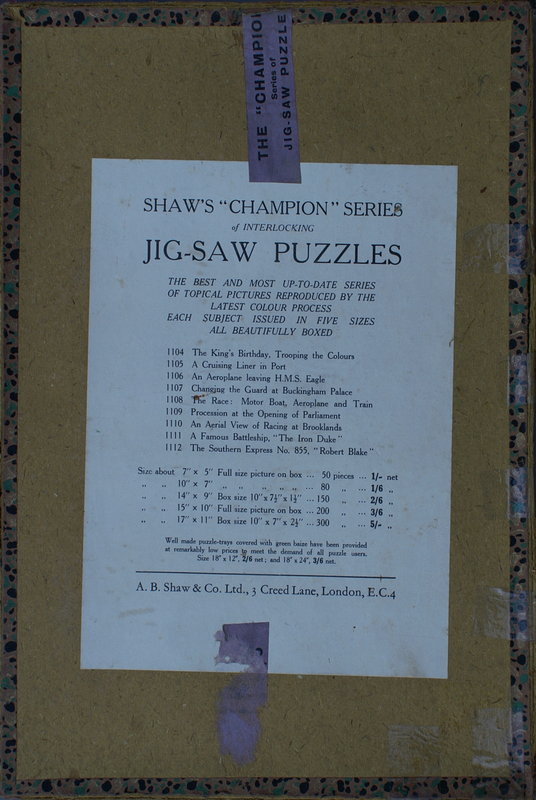 THE "CHAMPION
Series of
JIG-SAW PUZZLE
SHAW'S "CHAMPION" SERIES
of INTERLOCKING
JIG-SAW PUZZLES
THE BEST AND MOST UP-TO-DATE SERIES
OF TOPICAL PICTURES REPRODUCED BY THE
LATEST COLOUR PROCESS
EACH SUBJECT ISSUED IN FIVE SIZES
ALL BEAUTIFULLY BOXED
1104 The King's Birthday, Trooping the Colours
1105 A Cruising Liner in Port
1106 An Aeroplane leaving H.M.S. Eagle
1107 Changing the Guard at Buckingham Palace
1108 The Race: Motor Boat, Aeroplane and Train
1109 Procession at the Opening of Parliament
1110 An Aerial View of Racing at Brooklands
1111 A Famous Battleship, "The Iron Duke"
1112 The Southern Express No. 855, "Robert Blake"
Size about 7" × 5" Full size picture on box ... 50 pieces ... 1/- net
„ „ 10" × 7" „ „ „ „ „ ... 80 „ ... 1/6 „
„ „ 14" × 9" Box size 10" x 7½" x 1½" ... 150 „ ... 2/6 „
„ „ 15" × 10" Full size picture on box ... 200 „ ... 3/6 „
„ „ 17" × 11" Box size 10" x 7" x 2½" ... 300 „ ... 5/- „
Well made puzzle-trays covered with green baize have been provided
at remarkably low prices to meet the demand of all puzzle users.
Size 18" x 12", 2/6 net; and 18" x 24", 3/6 net.
A. B. Shaw & Co. Ltd., 3 Creed Lane, London, E.C.4